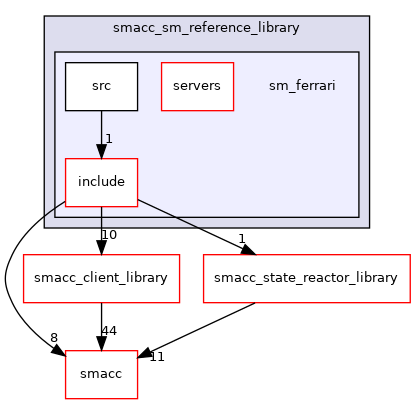 smacc_sm_reference_library
src
servers
sm_ferrari
1
include
10
1
smacc_client_library
smacc_state_reactor_library
8
44
11
smacc